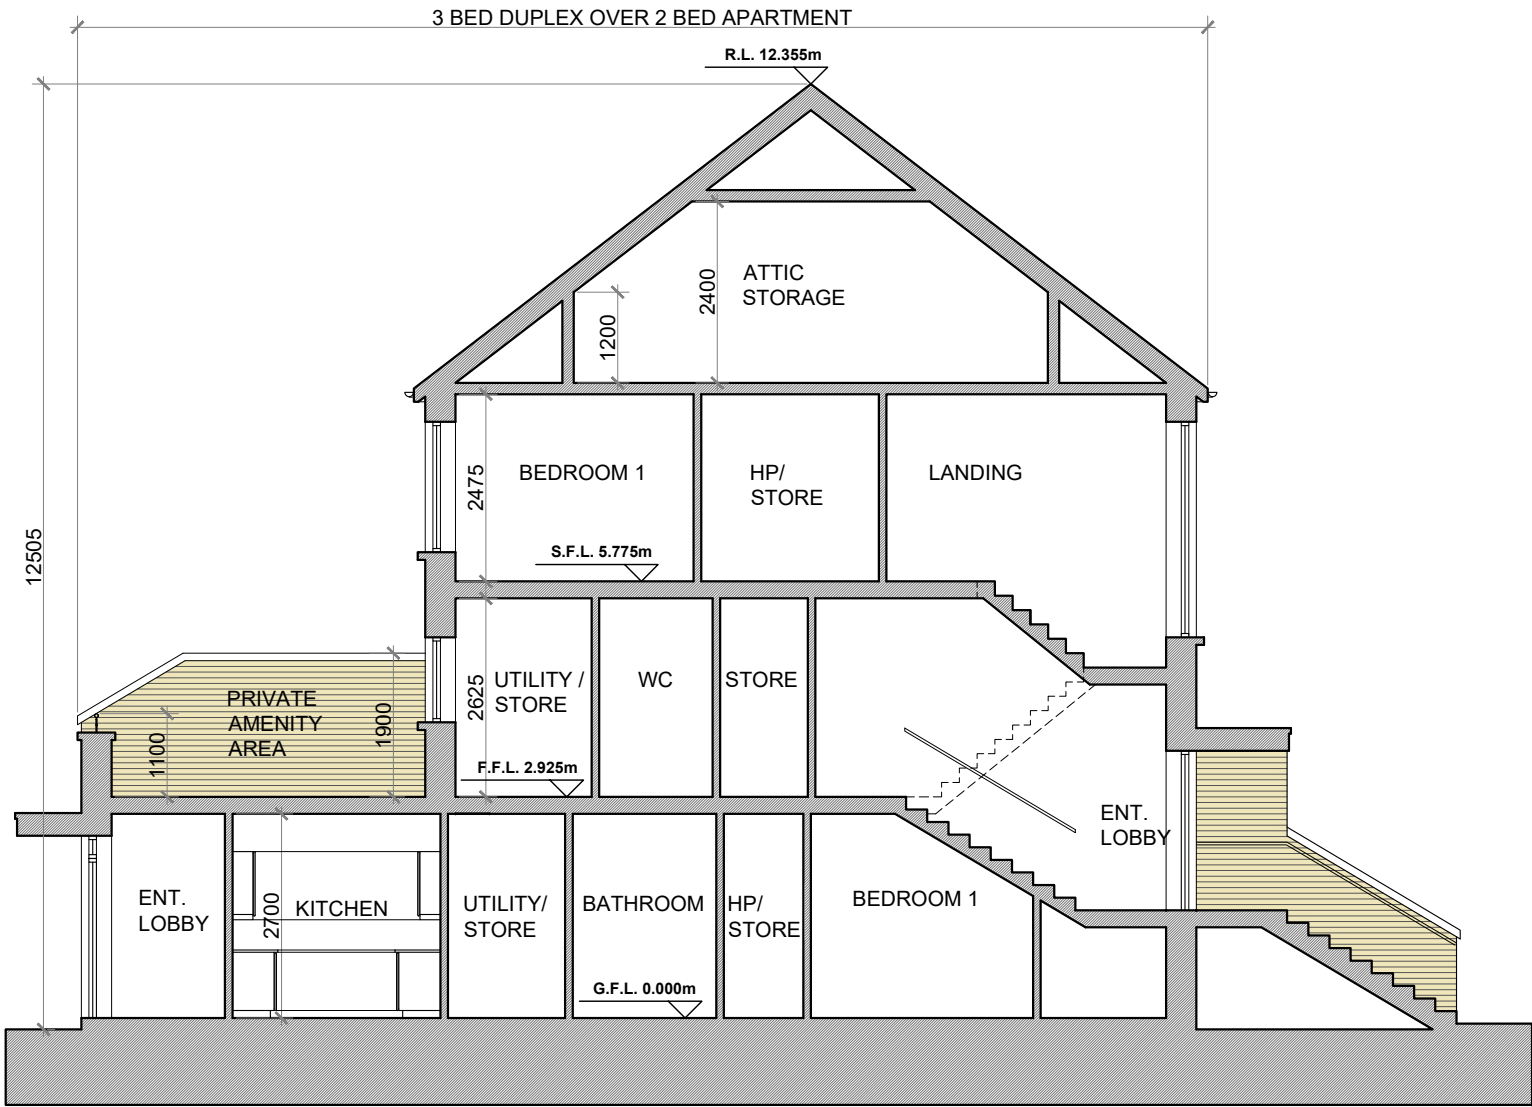 3 BED DUPLEX OVER 2 BED APARTMENT
R.L. 12.355m
ATTIC
STORAGE
2400
1200
12505
2475
BEDROOM 1
HP/
STORE
LANDING
S.F.L. 5.775m
PRIVATE
AMENITY
AREA
1100
1900
2625
UTILITY /
STORE
WC
STORE
F.F.L. 2.925m
ENT.
LOBBY
ENT.
LOBBY
KITCHEN
2700
UTILITY/
STORE
BATHROOM
HP/
STORE
BEDROOM 1
G.F.L. 0.000m